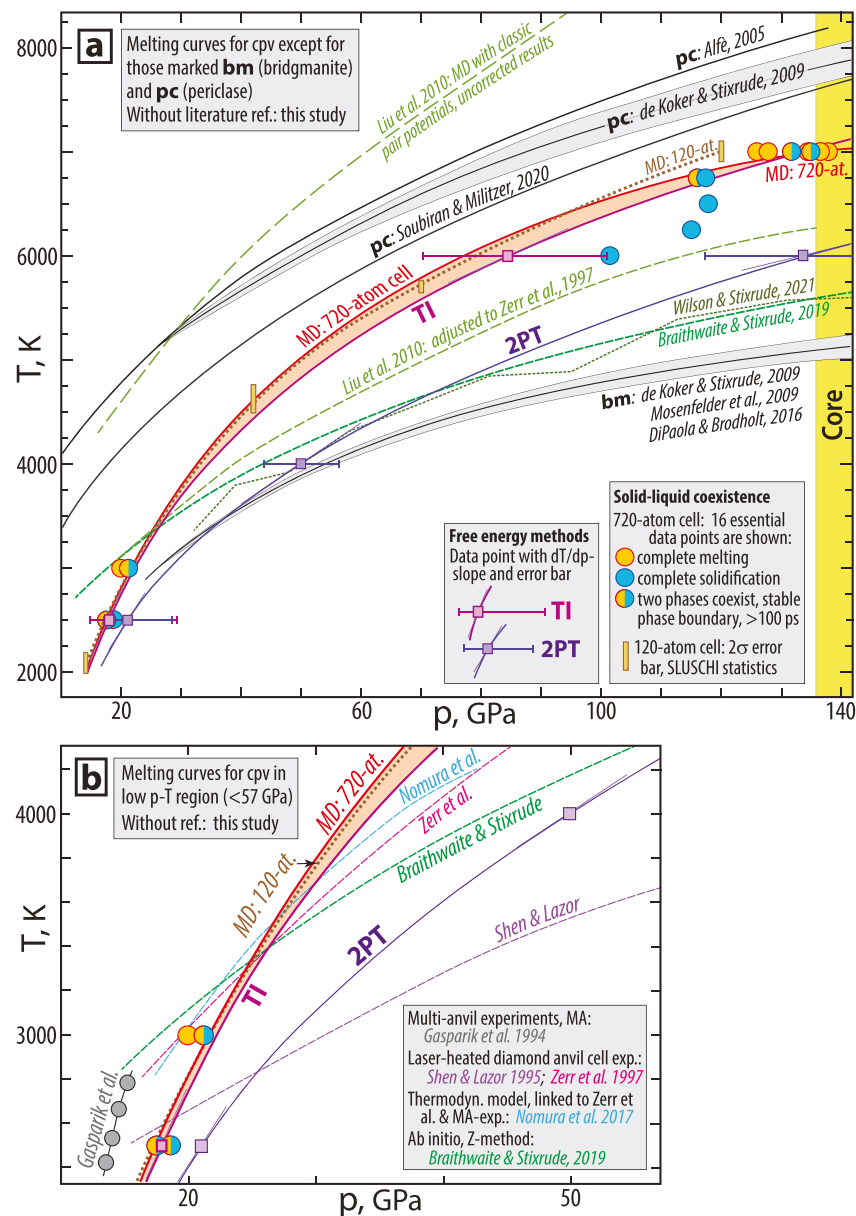 8000
6000
4000
2000
T, K
a
Melting curves for cpv except for
those marked bm (bridgmanite)
and pc (periclase)
Without literature ref.: this study
Liu et al. 2010: MD with classic
pair potentials, uncorrected results
pc: Alfè, 2005
pc: de Koker & Stixrude, 2009
pc: Soubiran & Militzer, 2020
MD: 120-at.
MD: 720-at.
MD: 720-atom cell
TI
Liu et al. 2010: adjusted to Zerr et al., 1997
2PT
Wilson & Stixrude, 2021
Braithwaite & Stixrude, 2019
bm: de Koker & Stixrude, 2009
Mosenfelder et al., 2009
DiPaola & Brodholt, 2016
Core
Free energy methods
Data point with dT/dp-
slope and error bar
TI
2PT
Solid-liquid coexistence
720-atom cell: 16 essential
data points are shown:
complete melting
complete solidification
two phases coexist, stable
phase boundary, >100 ps
120-atom cell: 2σ error
bar, SLUSCHI statistics
20
60
100
140
p, GPa
b
Melting curves for cpv in
low p-T region (<57 GPa)
Without ref.: this study
4000
3000
T, K
MD: 720-at.
MD: 120-at.
Nomura et al.
Zerr et al.
Braithwaite & Stixrude
2PT
TI
Shen & Lazor
Gasparik et al.
Multi-anvil experiments, MA:
Gasparik et al. 1994
Laser-heated diamond anvil cell exp.:
Shen & Lazor 1995; Zerr et al. 1997
Thermodyn. model, linked to Zerr et
al. & MA-exp.: Nomura et al. 2017
Ab initio, Z-method:
Braithwaite & Stixrude, 2019
20
50
p, GPa